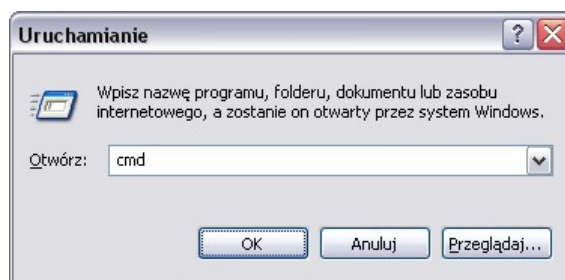 Uruchamianie
Wpisz nazwę programu, folderu, dokumentu lub zasobu
internetowego, a zostanie on otwarty przez system Windows.
Otwórz: cmd
OK Anuluj Przeglądaj...